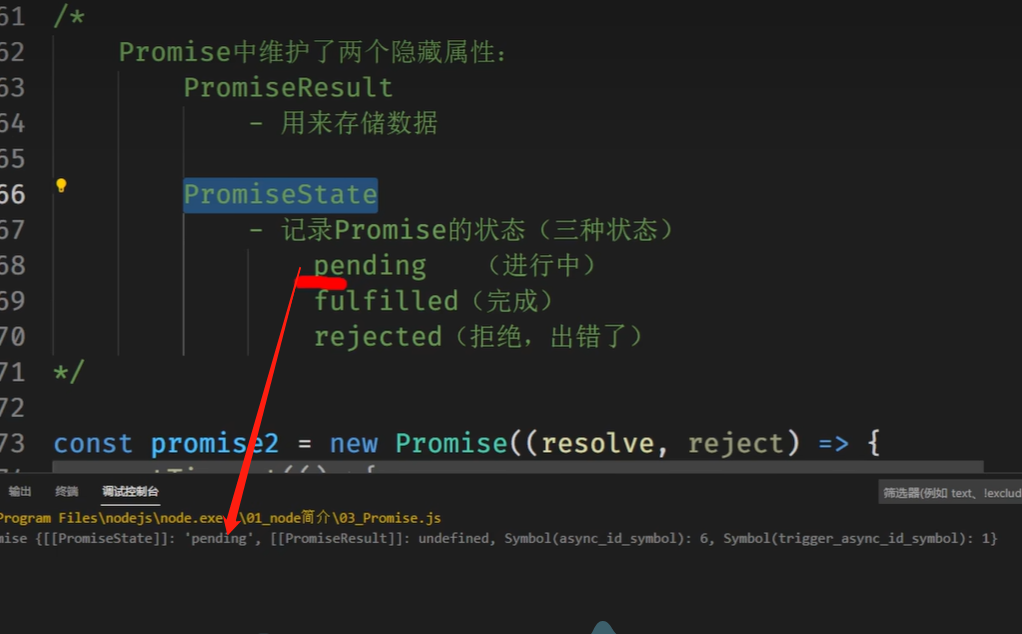 61 /*
62 Promise中维护了两个隐藏属性:
63 PromiseResult
64 - 用来存储数据
65
66 PromiseState
67 - 记录Promise的状态（三种状态）
68 pending （进行中）
69 fulfilled（完成）
70 rejected（拒绝，出错了）
71 */
72
73 const promise2 = new Promise((resolve, reject) => {
输出 终端 调试控制台 筛选器(例如 text、!exclud
Program Files\nodejs\node.exe \01_node简介\03_Promise.js
mise {[[PromiseState]]: 'pending', [[PromiseResult]]: undefined, Symbol(async_id_symbol): 6, Symbol(trigger_async_id_symbol): 1}